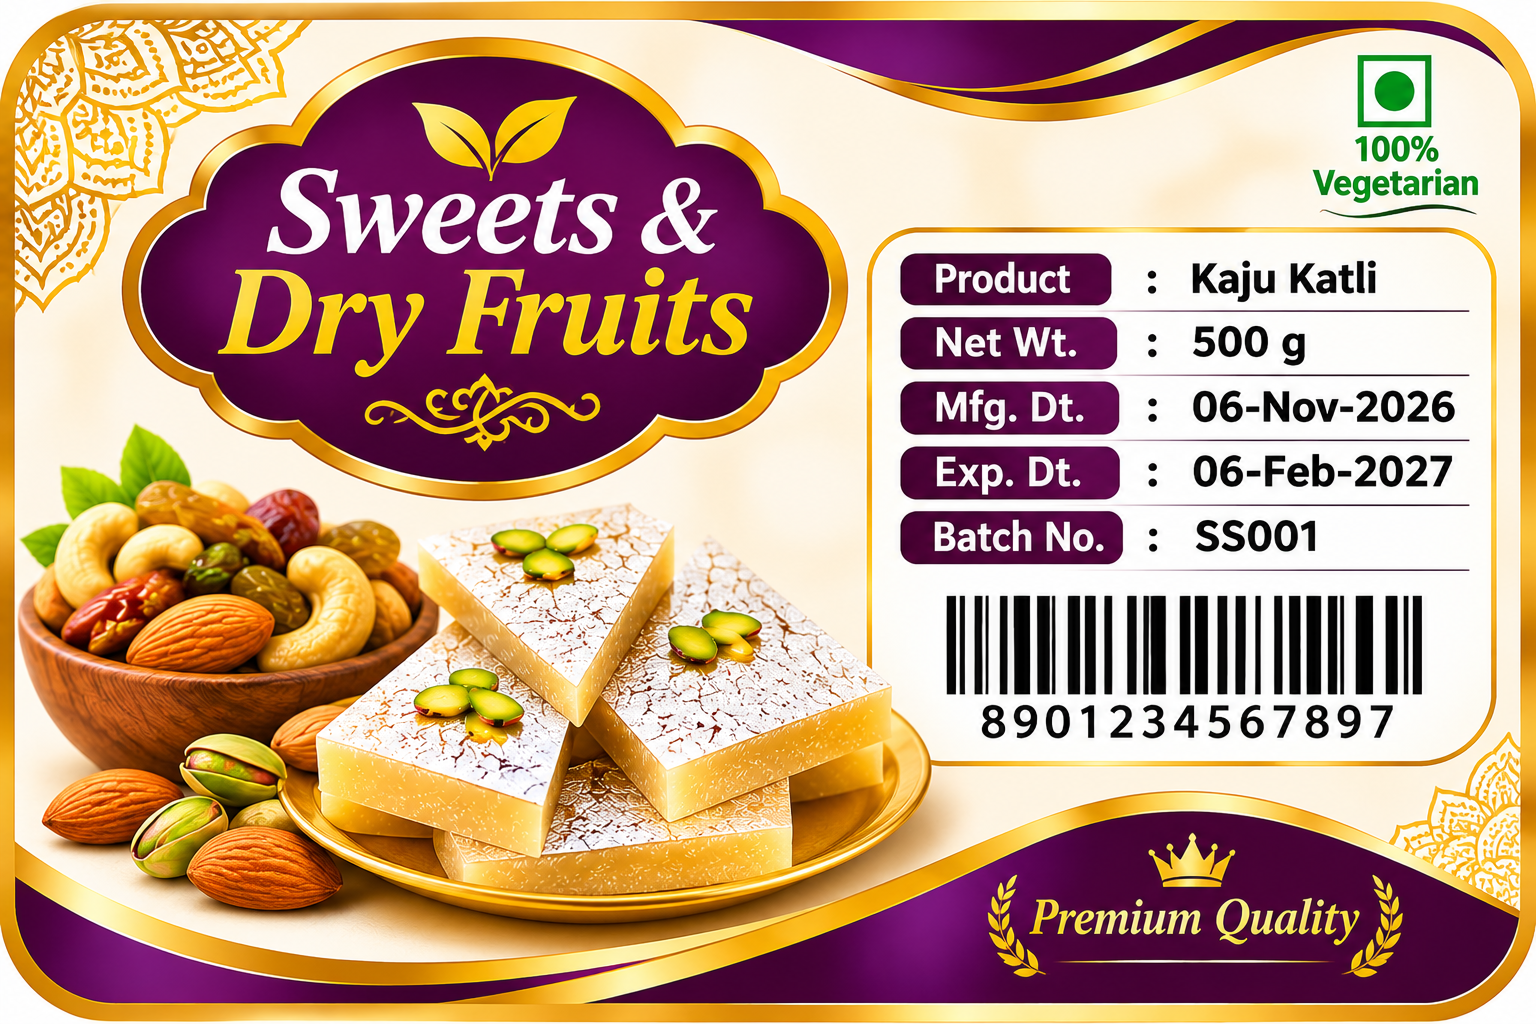 Sweets &
Dry Fruits
100%
Vegetarian
Product : Kaju Katli
Net Wt. : 500 g
Mfg. Dt. : 06-Nov-2026
Exp. Dt. : 06-Feb-2027
Batch No. : SS001
8901234567897
Premium Quality